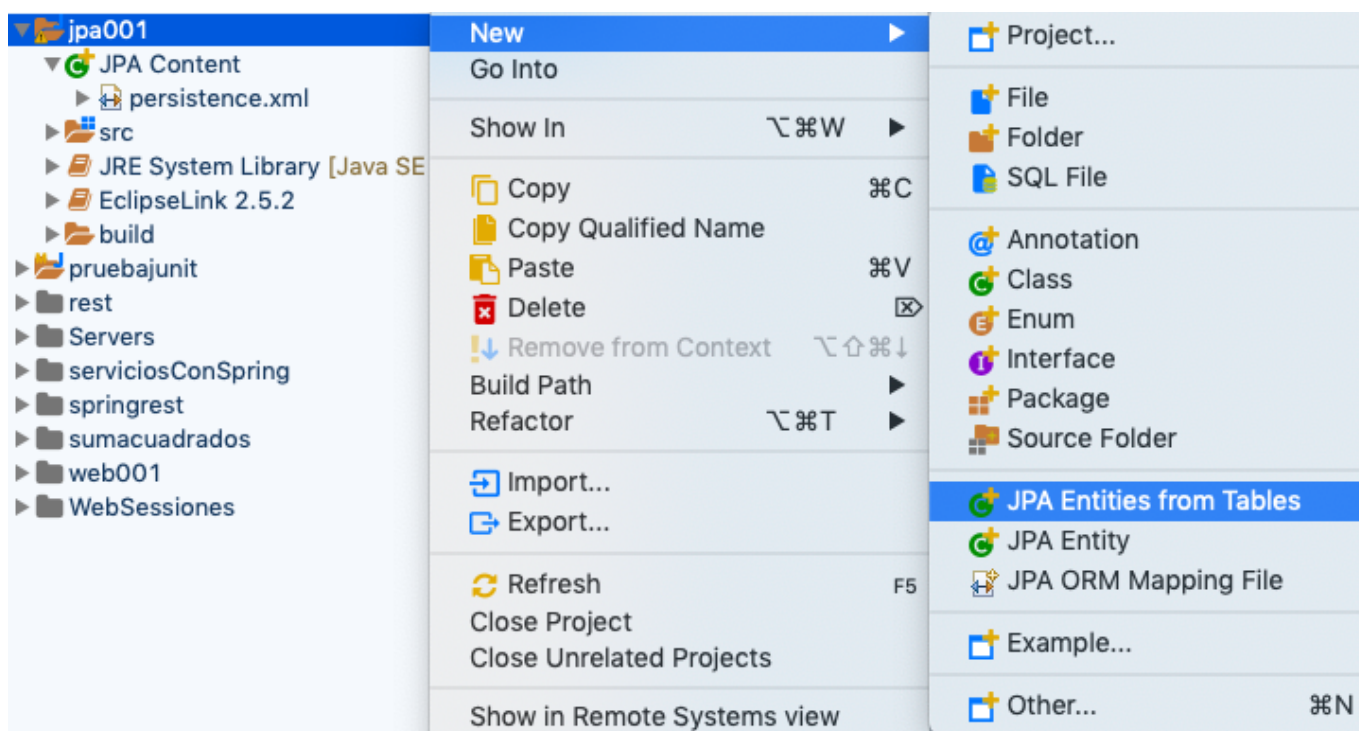 jpa001
JPA Content
persistence.xml
src
JRE System Library [Java SE
EclipseLink 2.5.2
build
pruebajunit
rest
Servers
serviciosConSpring
springrest
sumacuadrados
web001
WebSessiones
New
Go Into
Show In ⌥⌘W
Copy ⌘C
Copy Qualified Name
Paste ⌘V
Delete ⌦
Remove from Context ⌥⇧⌘↓
Build Path
Refactor ⌥⌘T
Import...
Export...
Refresh F5
Close Project
Close Unrelated Projects
Show in Remote Systems view
Project...
File
Folder
SQL File
Annotation
Class
Enum
Interface
Package
Source Folder
JPA Entities from Tables
JPA Entity
JPA ORM Mapping File
Example...
Other... ⌘N